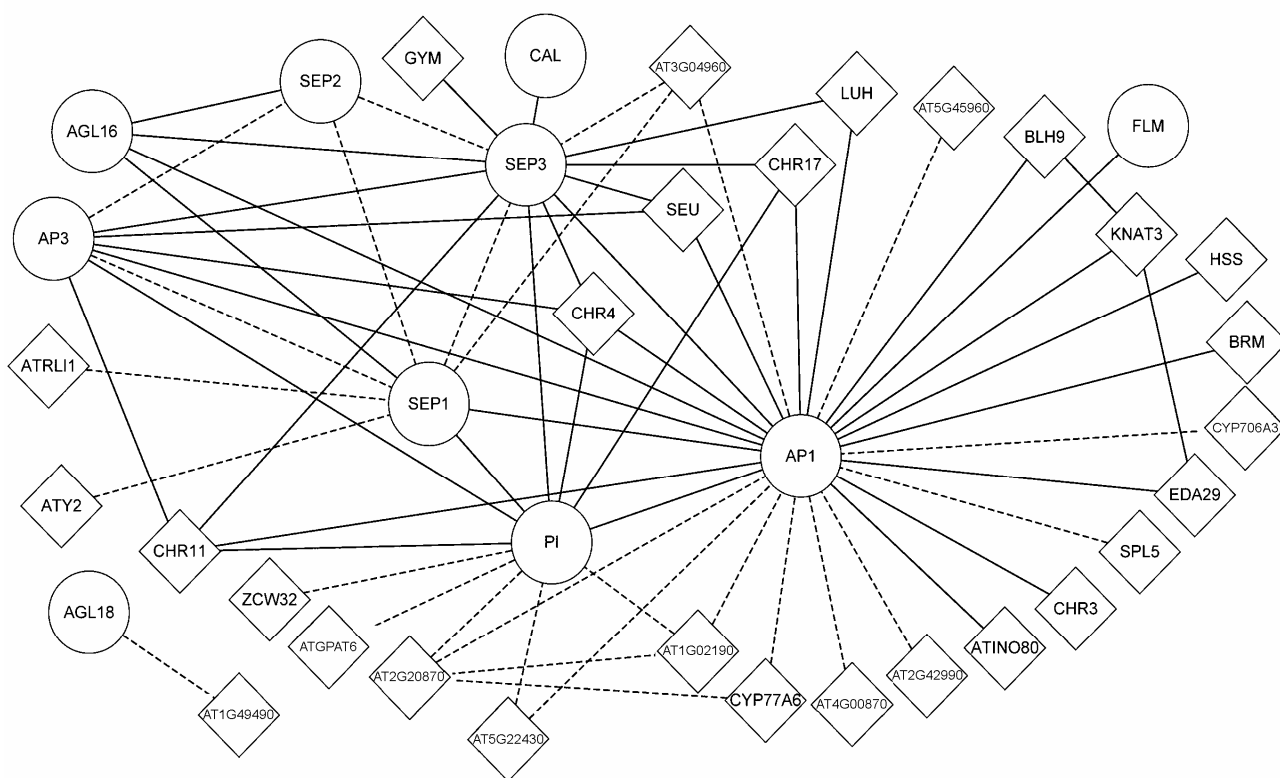 GYM
CAL
SEP2
AT3G04960
LUH
AT5G45960
AGL16
BLH9
FLM
SEP3
CHR17
SEU
AP3
KNAT3
HSS
CHR4
BRM
ATRLI1
SEP1
CYP706A3
AP1
ATY2
EDA29
CHR11
PI
SPL5
ZCW32
AGL18
CHR3
ATGPAT6
AT1G02190
ATINO80
AT2G20870
AT2G42990
CYP77A6
AT4G00870
AT1G49490
AT5G22430